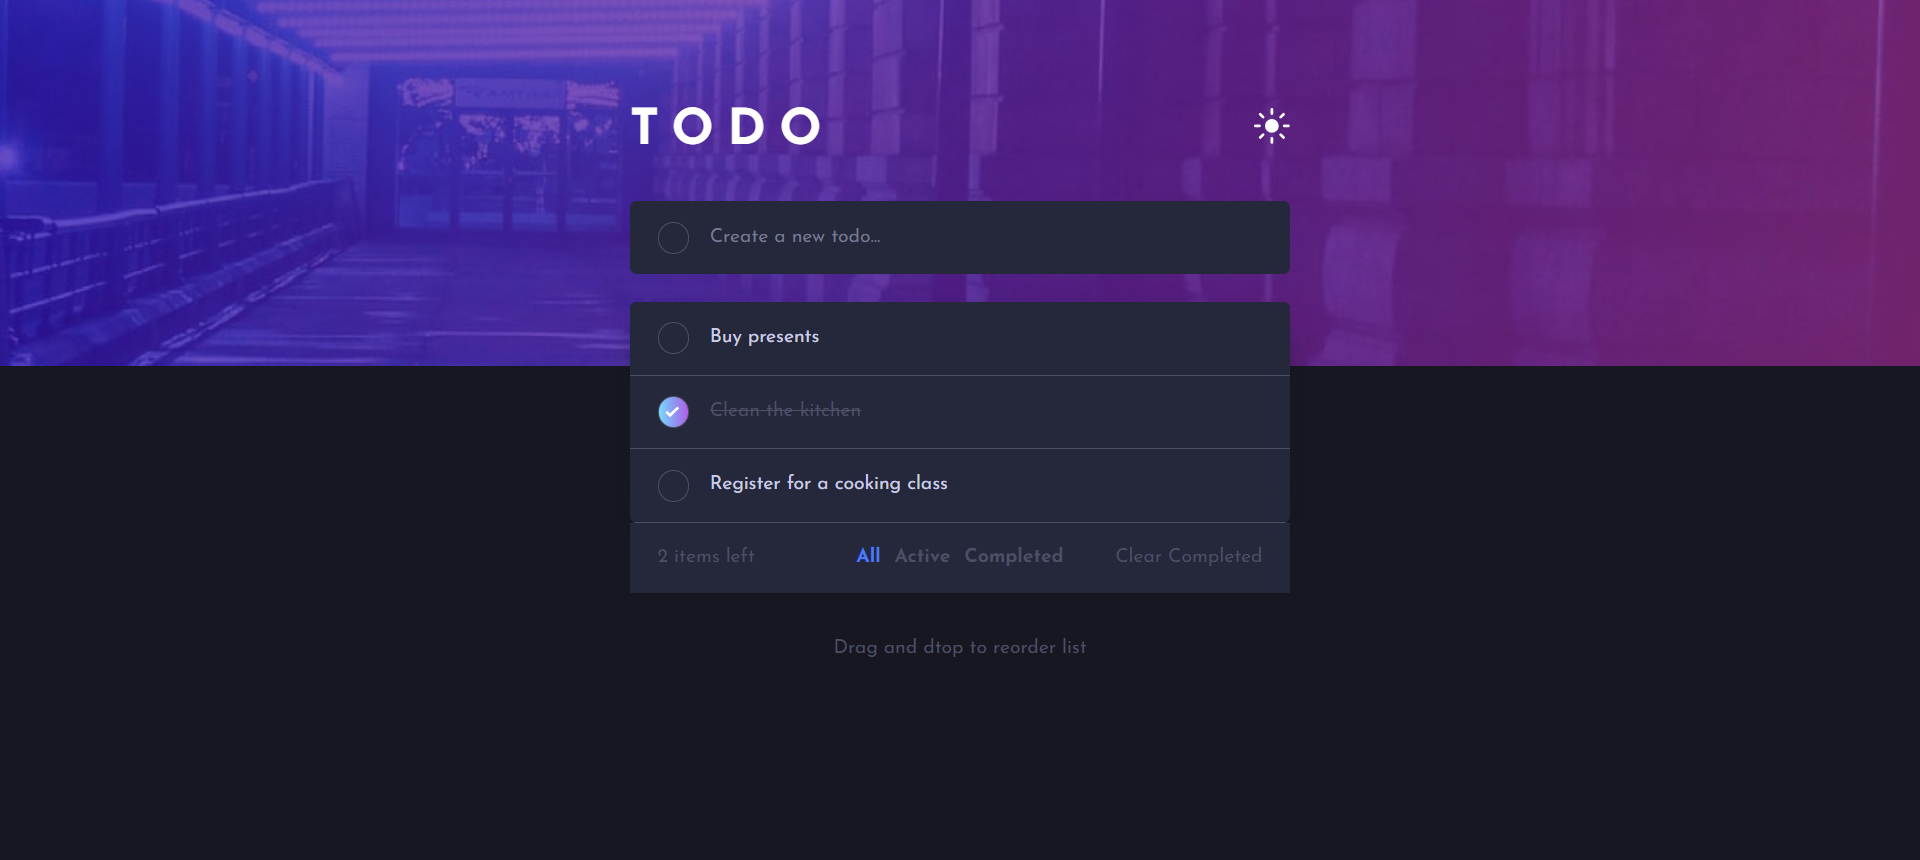 TODO
Create a new todo...
Buy presents
Clean the kitchen
Register for a cooking class
2 items left All Active Completed Clear Completed
Drag and dtop to reorder list